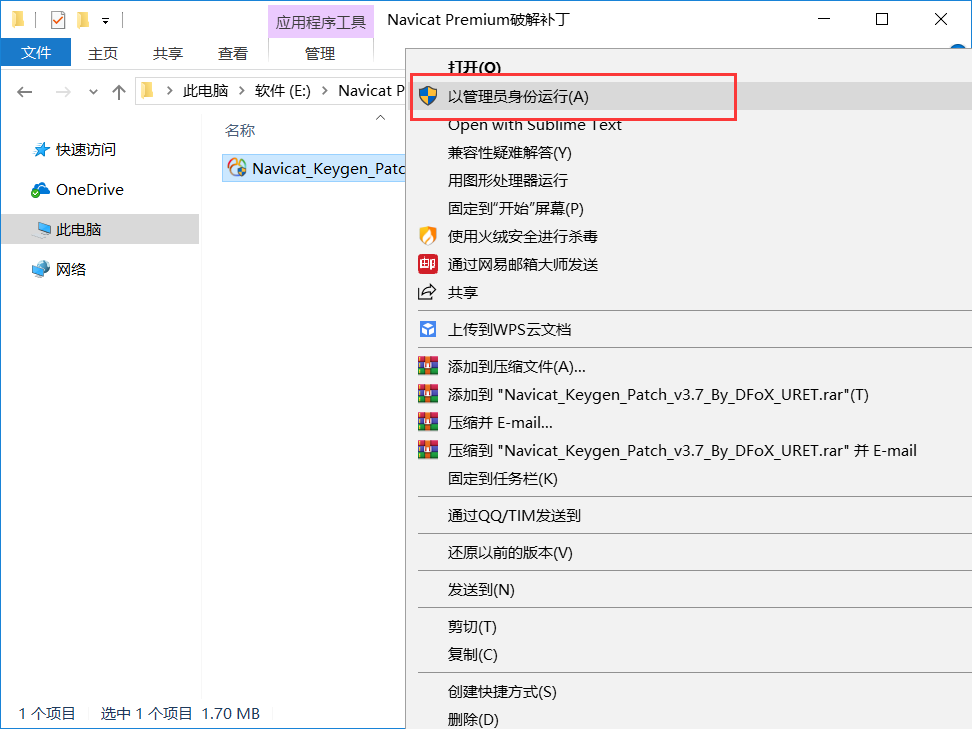 应用程序工具
Navicat Premium破解补丁
文件
主页
共享
查看
管理
此电脑
软件 (E:)
Navicat P
名称
快速访问
OneDrive
此电脑
网络
Navicat_Keygen_Patc
打开(O)
以管理员身份运行(A)
Open with Sublime Text
兼容性疑难解答(Y)
用图形处理器运行
固定到"开始"屏幕(P)
使用火绒安全进行杀毒
通过网易邮箱大师发送
共享
上传到WPS云文档
添加到压缩文件(A)...
添加到 "Navicat_Keygen_Patch_v3.7_By_DFoX_URET.rar"(T)
压缩并 E-mail...
压缩到 "Navicat_Keygen_Patch_v3.7_By_DFoX_URET.rar" 并 E-mail
固定到任务栏(K)
通过QQ/TIM发送到
还原以前的版本(V)
发送到(N)
剪切(T)
复制(C)
创建快捷方式(S)
删除(D)
1 个项目
选中 1 个项目 1.70 MB